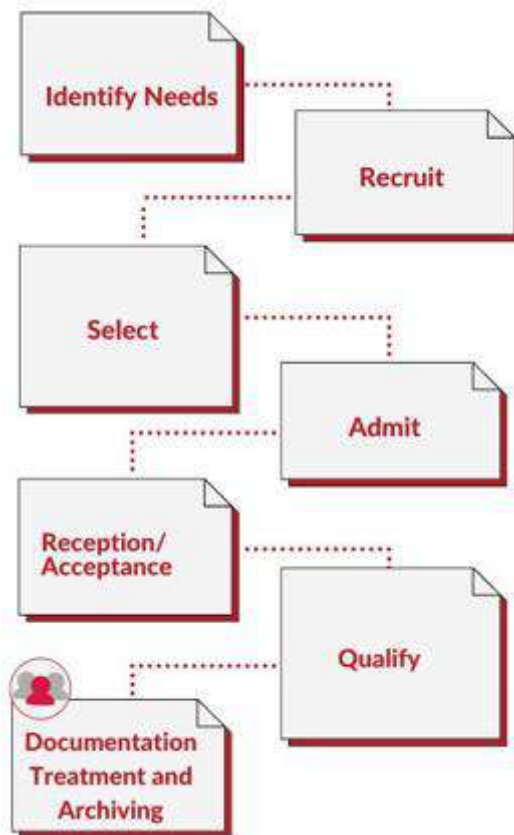 Identify Needs
Recruit
Select
Admit
Reception/
Acceptance
Qualify
Documentation
Treatment and
Archiving